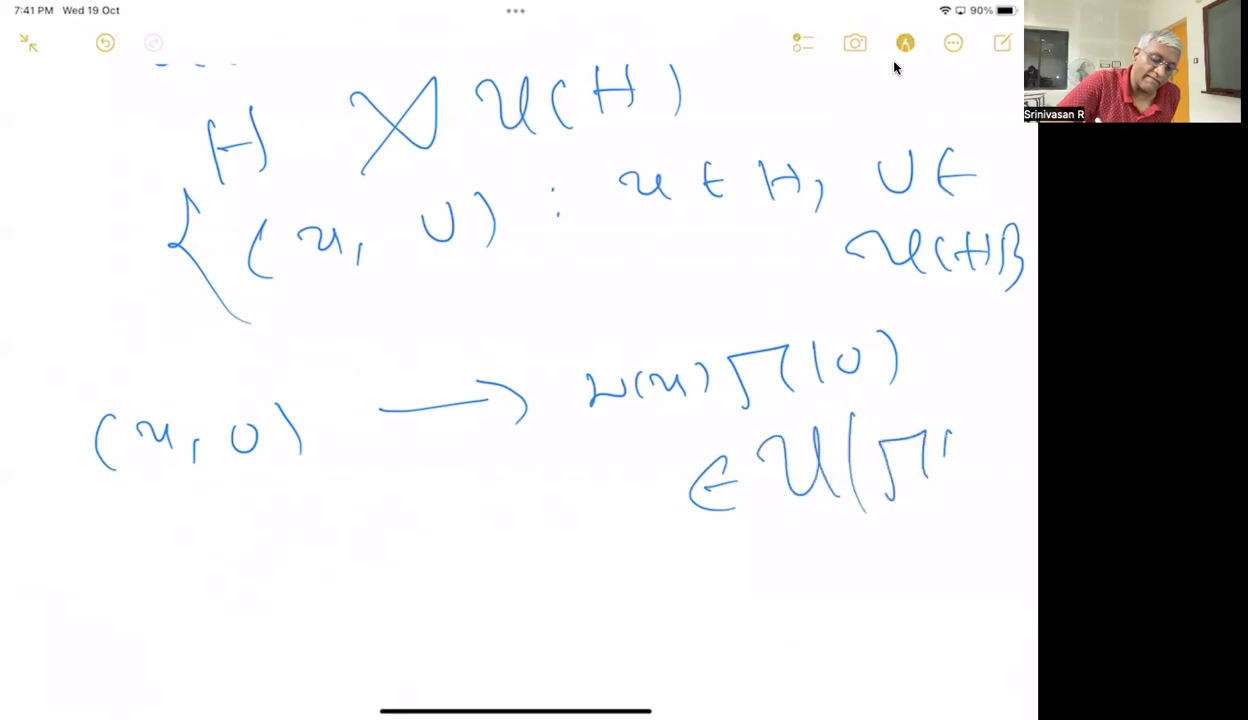 7:41 PM Wed 19 Oct
90%
H ⋊ U(H)
{(u, U) : u ∈ H, U ∈
U(H)}
(u, U) → W(u) Γ(U)
∈ U(Γ(
Srinivasan R